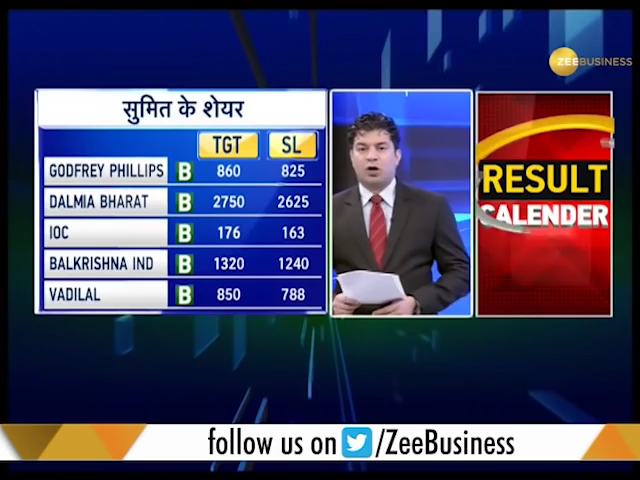 ZEEBUSINESS
सुमित के शेयर
TGT SL
GODFREY PHILLIPS B 860 825
DALMIA BHARAT B 2750 2625
IOC B 176 163
BALKRISHNA IND B 1320 1240
VADILAL B 850 788
RESULT
CALENDER
follow us on /ZeeBusiness